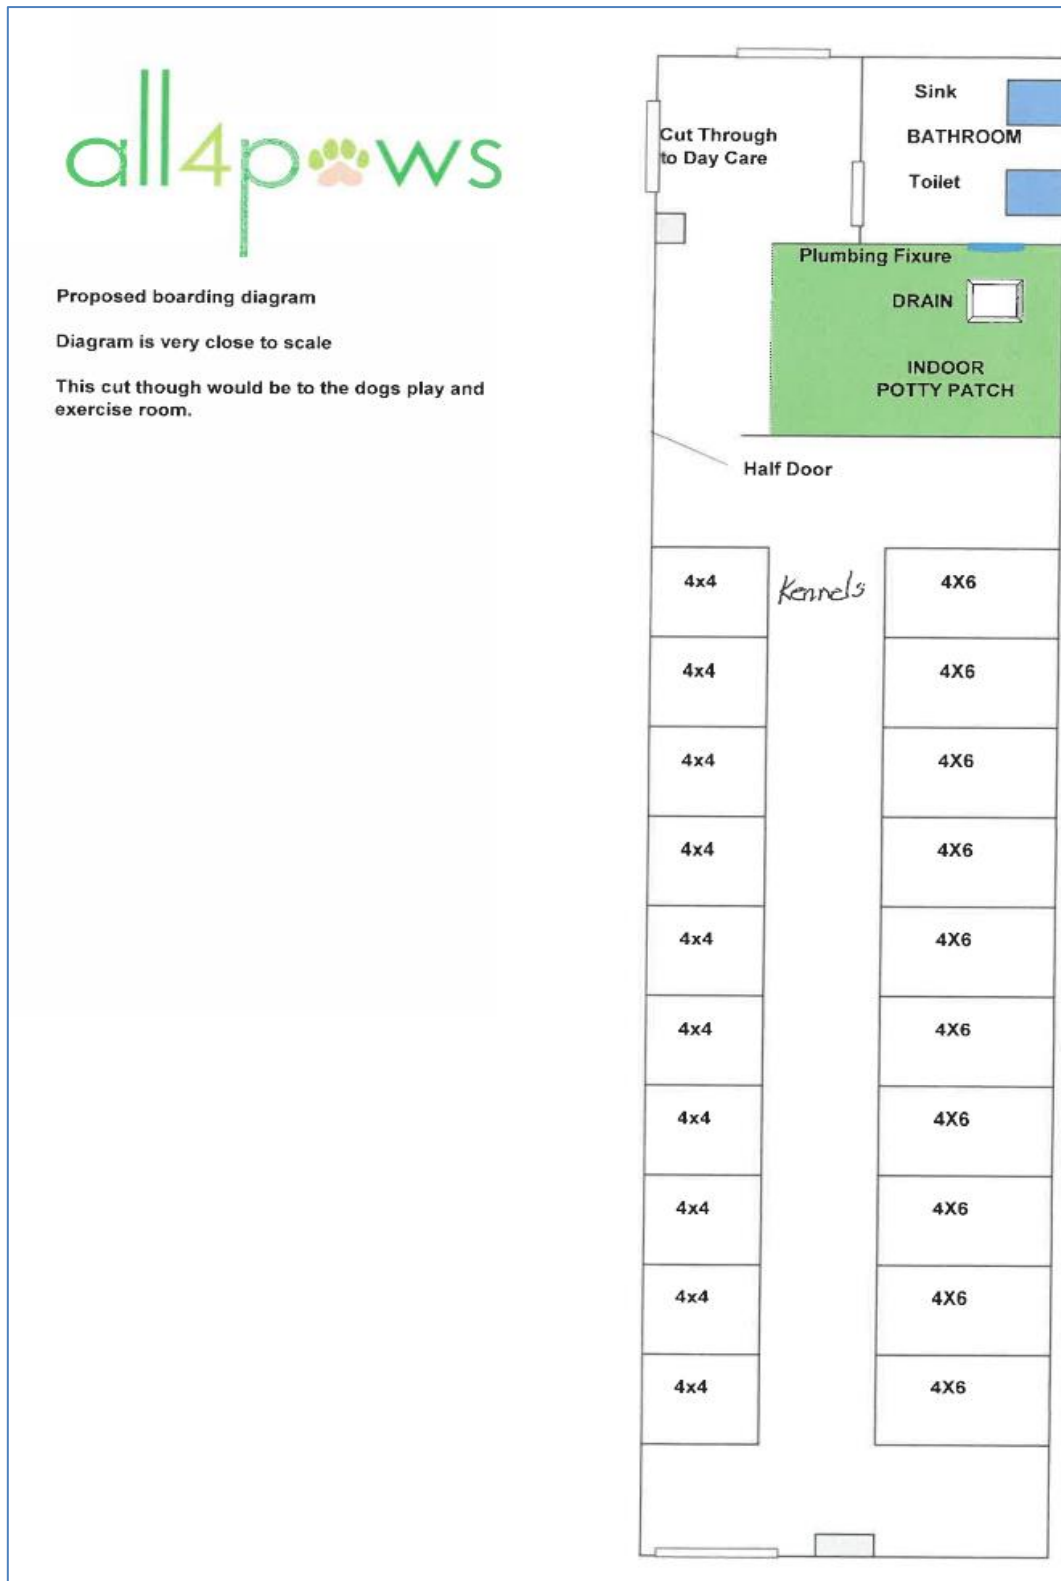 all4paws
Proposed boarding diagram
Diagram is very close to scale
This cut though would be to the dogs play and
exercise room.
Cut Through
to Day Care
Sink
BATHROOM
Toilet
Plumbing Fixure
DRAIN
INDOOR
POTTY PATCH
Half Door
4x4
Kennels
4X6
4x4
4X6
4x4
4X6
4x4
4X6
4x4
4X6
4x4
4X6
4x4
4X6
4x4
4X6
4x4
4X6
4x4
4X6